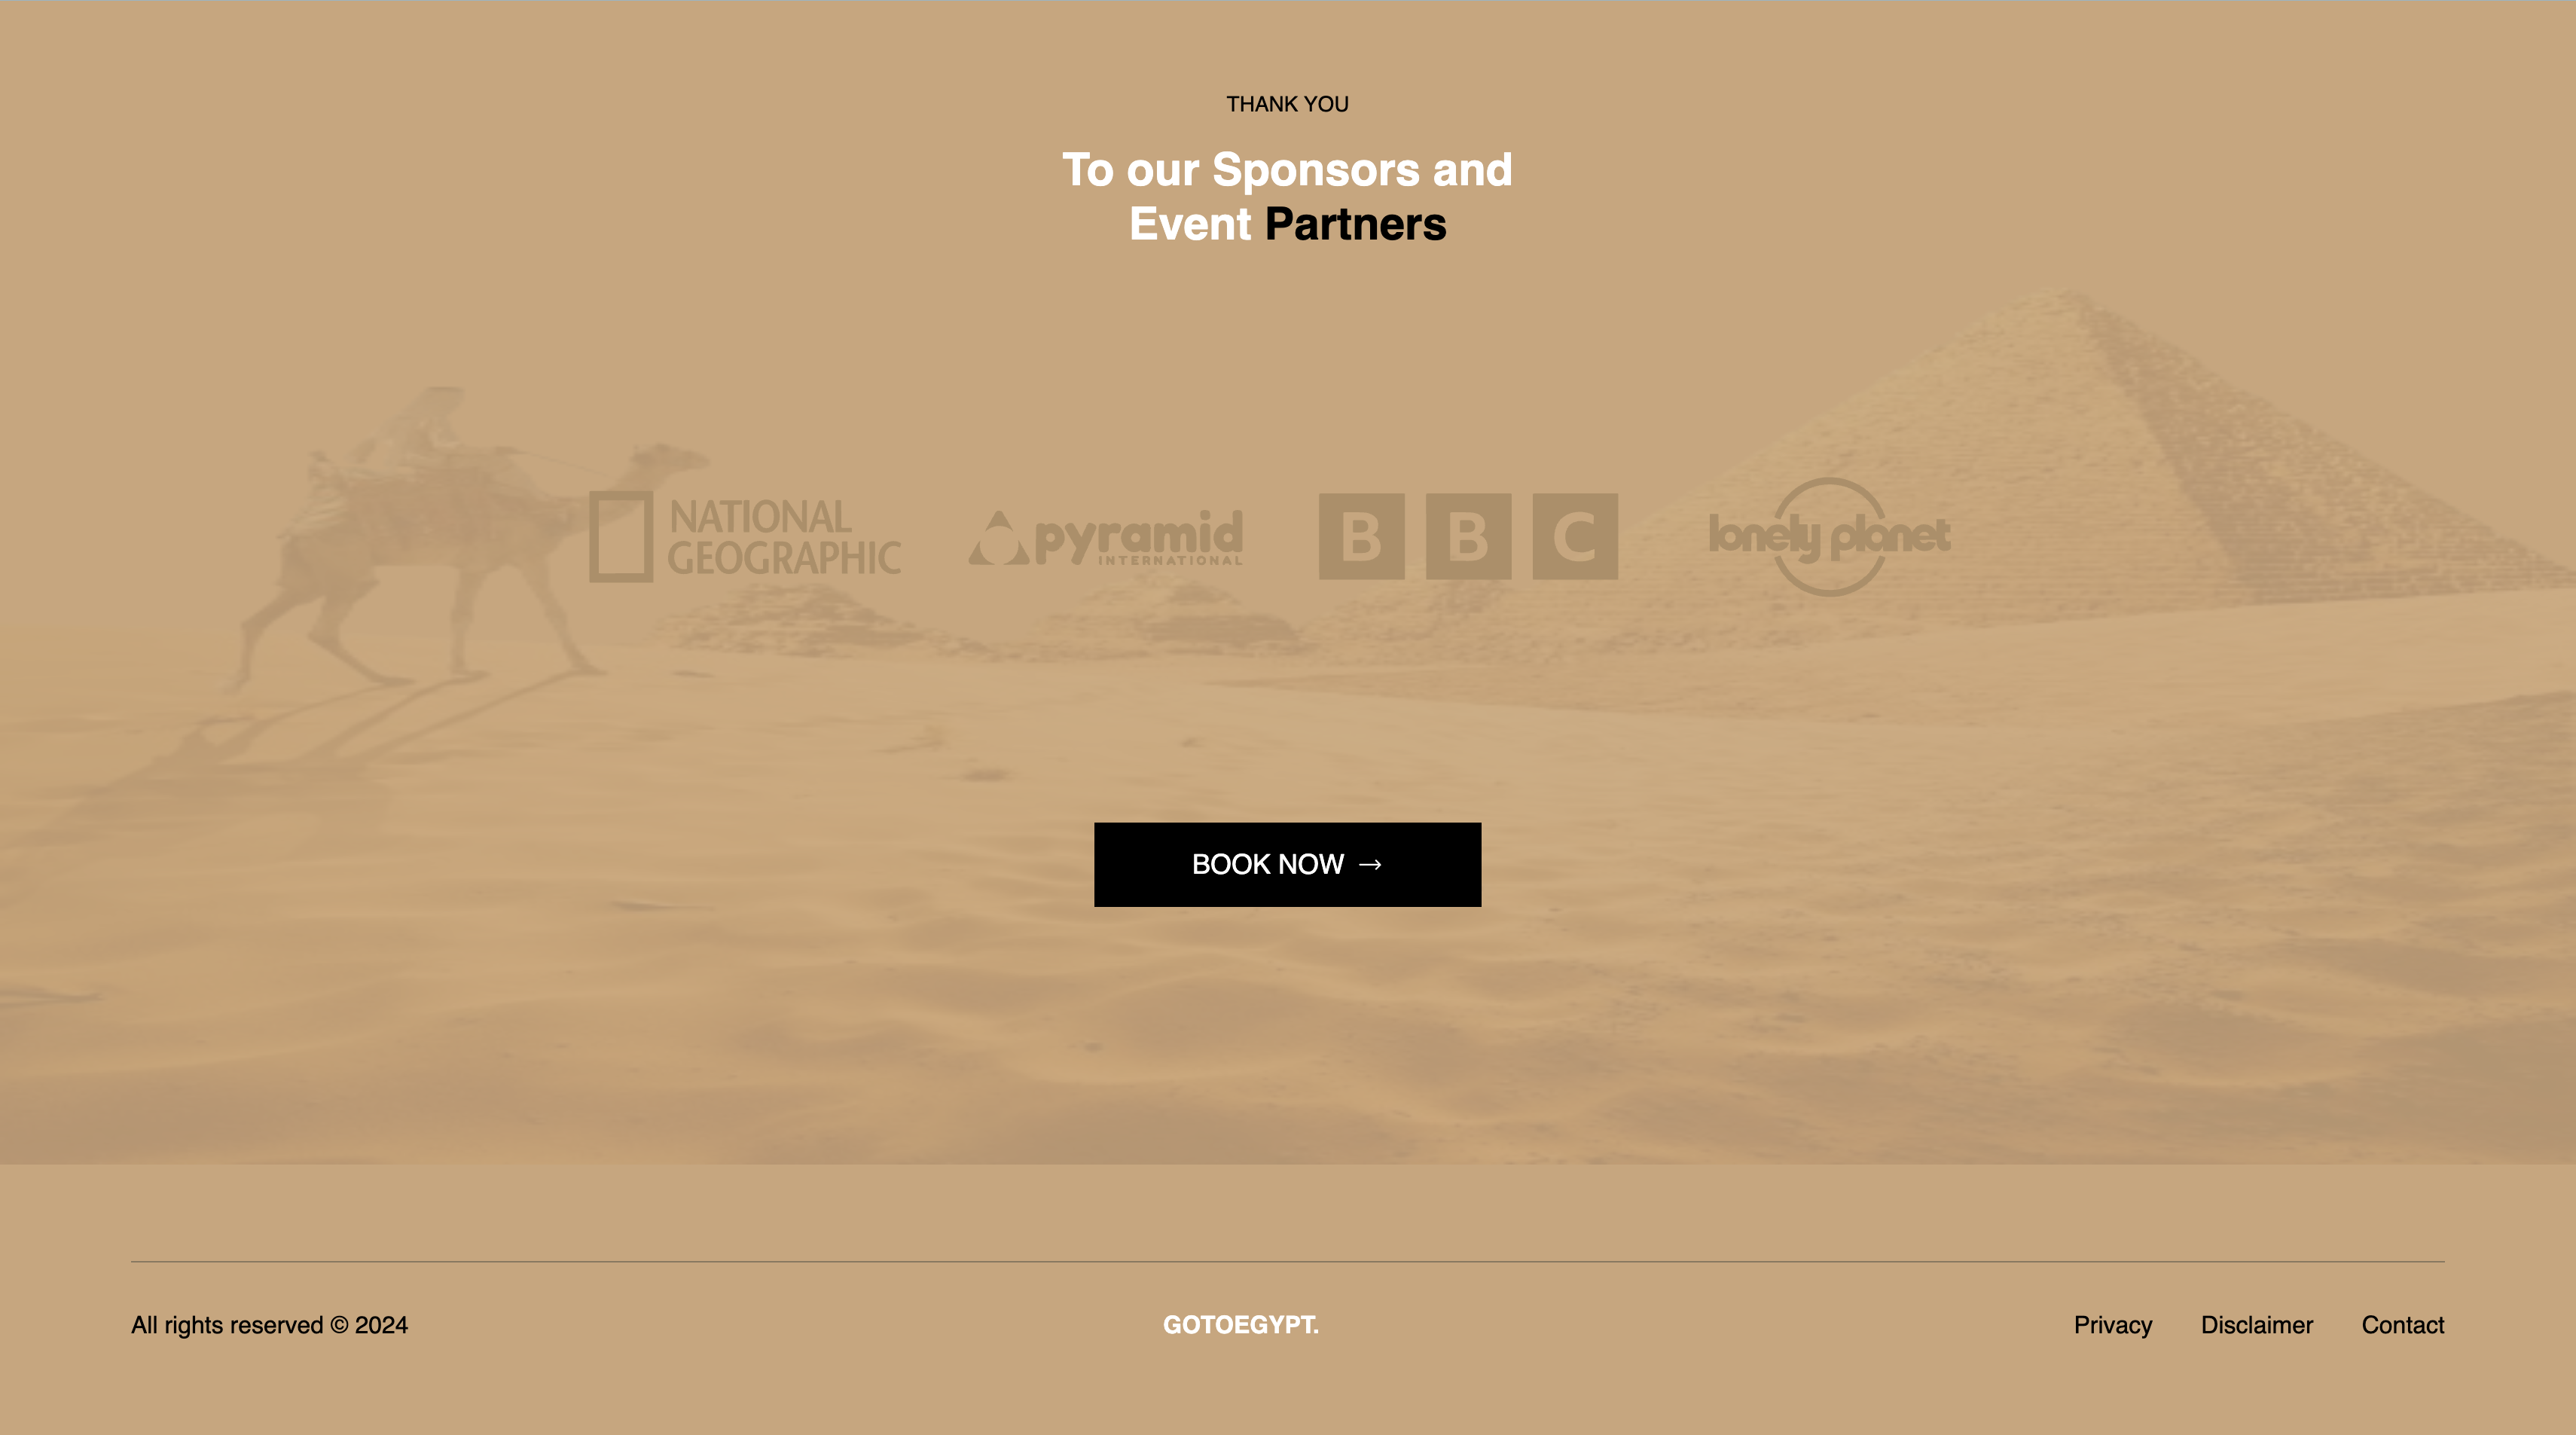 THANK YOU
To our Sponsors and
Event Partners
NATIONAL
GEOGRAPHIC
pyramid
INTERNATIONAL
BBC
lonely planet
BOOK NOW →
All rights reserved © 2024
GOTOEGYPT.
Privacy Disclaimer Contact